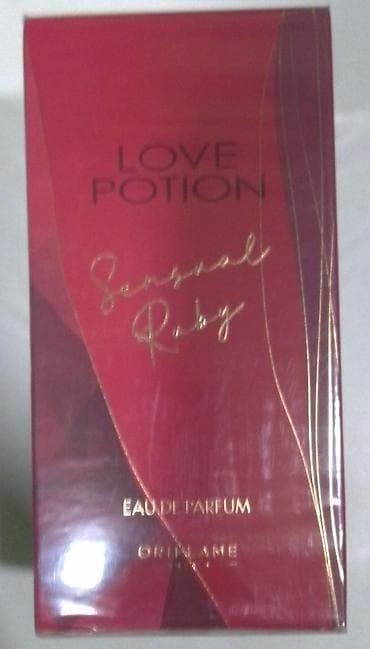 LOVE
POTION
Sensual
Ruby
EAU DE PARFUM
ORIFLAME